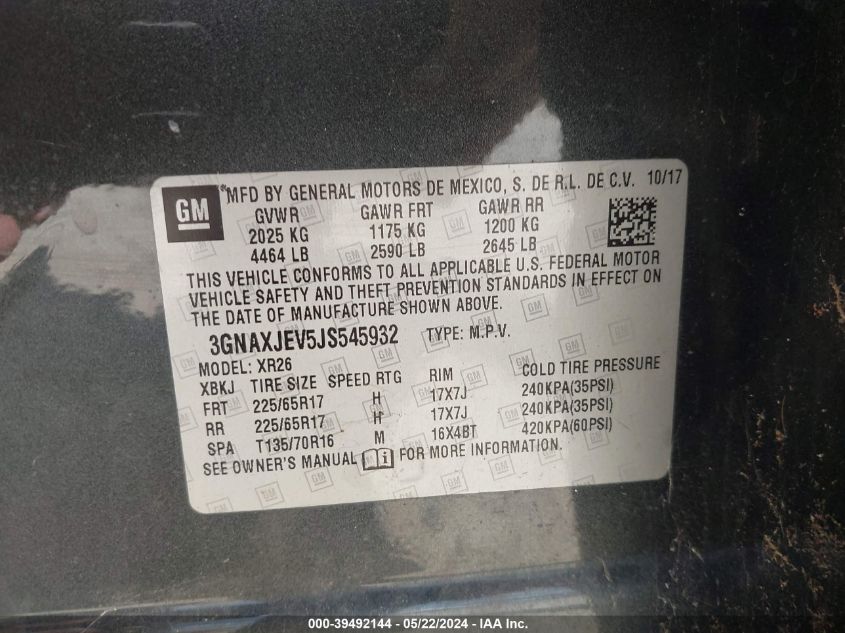 GM *MFD BY GENERAL MOTORS DE MEXICO, S. DE R.L. DE C.V. 10/17
GVWR GAWR FRT GAWR RR
2025 KG 1175 KG 1200 KG
4464 LB 2590 LB 2645 LB
THIS VEHICLE CONFORMS TO ALL APPLICABLE U.S. FEDERAL MOTOR
VEHICLE SAFETY AND THEFT PREVENTION STANDARDS IN EFFECT ON
THE DATE OF MANUFACTURE SHOWN ABOVE.
3GNAXJEV5JS545932 TYPE: M.P.V.
MODEL: XR26
XBKJ TIRE SIZE SPEED RTG RIM COLD TIRE PRESSURE
FRT 225/65R17 H 17X7J 240KPA(35PSI)
RR 225/65R17 H 17X7J 240KPA(35PSI)
SPA T135/70R16 M 16X4BT 420KPA(60PSI)
SEE OWNER'S MANUAL FOR MORE INFORMATION.
000-39492144 - 05/22/2024 - IAA Inc.